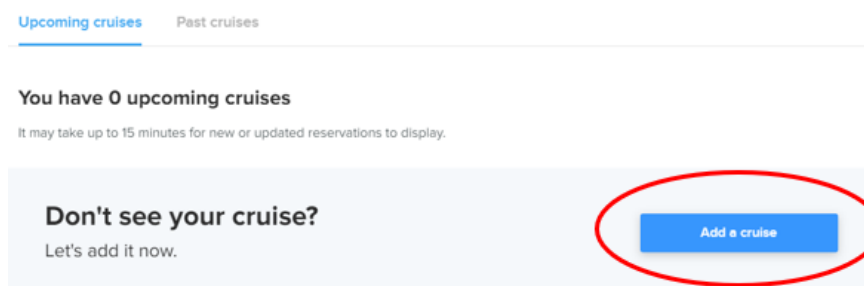 Upcoming cruises Past cruises
You have 0 upcoming cruises
It may take up to 15 minutes for new or updated reservations to display.
Don't see your cruise?
Let's add it now.
Add a cruise